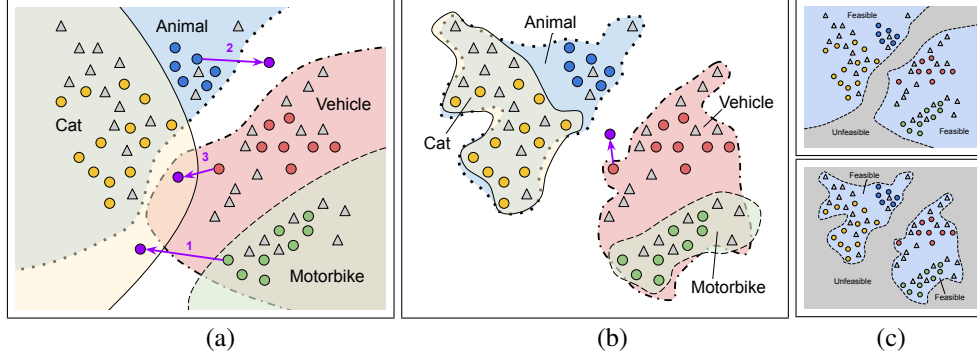 Animal
2
Cat
Vehicle
3
1
Motorbike
(a)
Animal
Vehicle
Cat
Motorbike
(b)
Feasible
Unfeasible
Feasible
Feasible
Unfeasible
Feasible
(c)